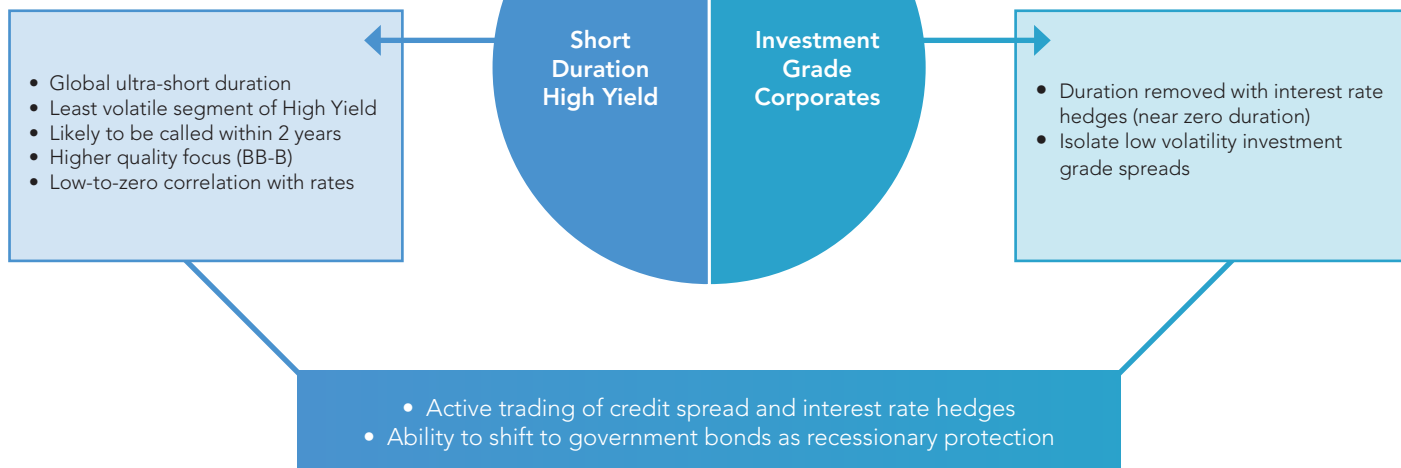 Short
Duration
High Yield
Investment
Grade
Corporates
• Global ultra-short duration
• Least volatile segment of High Yield
• Likely to be called within 2 years
• Higher quality focus (BB-B)
• Low-to-zero correlation with rates
• Duration removed with interest rate
hedges (near zero duration)
• Isolate low volatility investment
grade spreads
• Active trading of credit spread and interest rate hedges
• Ability to shift to government bonds as recessionary protection